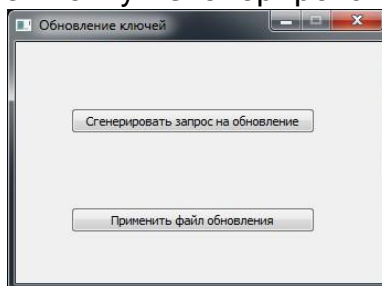 Обновление ключей
Сгенерировать запрос на обновление
Применить файл обновления